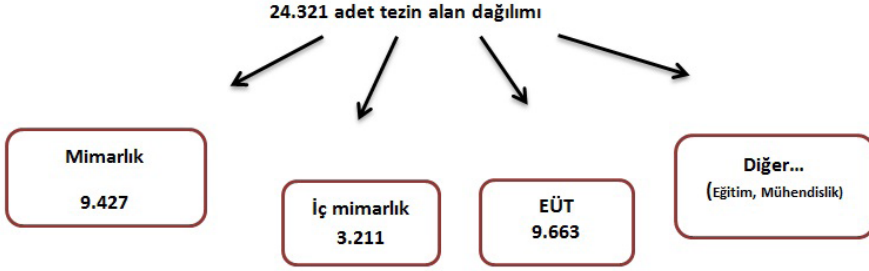 24.321 adet tezin alan dağılımı
Mimarlık
9.427
İç mimarlık
3.211
EÜT
9.663
Diğer...
(Eğitim, Mühendislik)